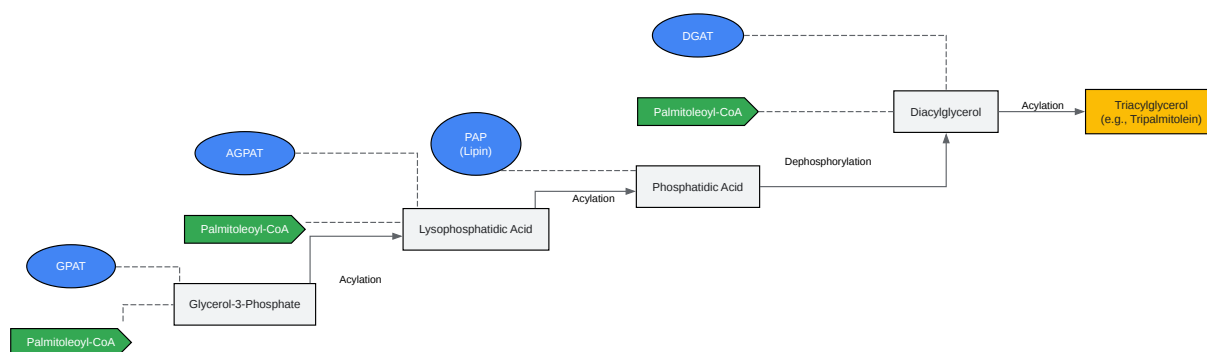 DGAT
Palmitoleoyl-CoA
Diacylglycerol
Acylation
Triacylglycerol
(e.g., Tripalmitolein)
PAP
(Lipin)
AGPAT
Dephosphorylation
Phosphatidic Acid
Acylation
Palmitoleoyl-CoA
Lysophosphatidic Acid
GPAT
Acylation
Glycerol-3-Phosphate
Palmitoleoyl-CoA